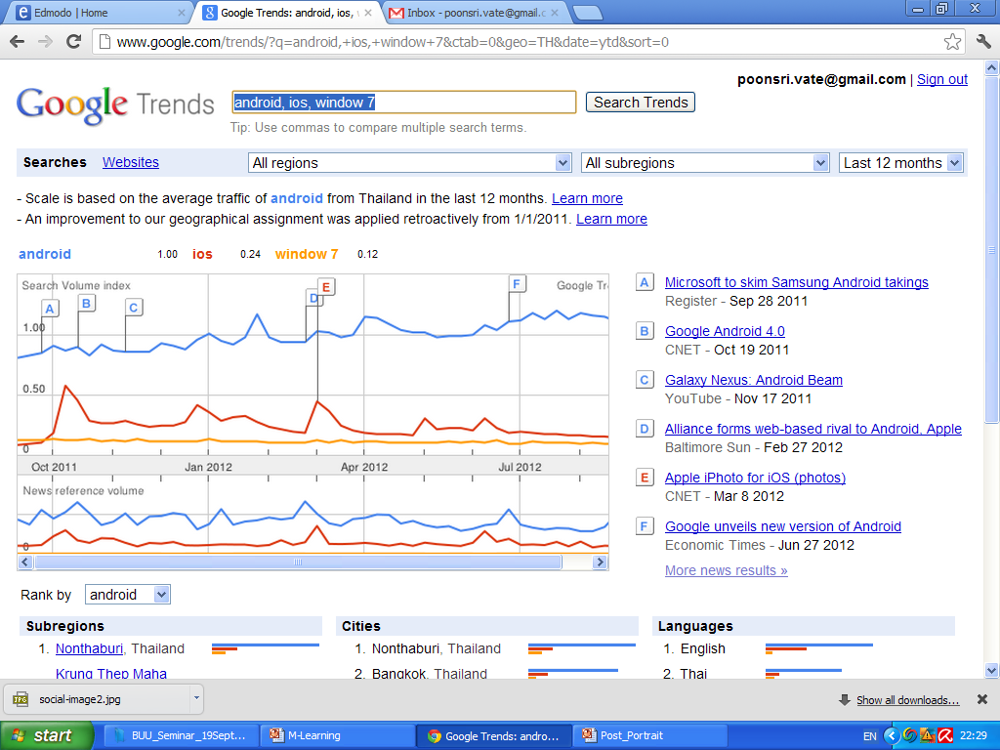 Edmodo | Home
Google Trends: android, ios,
Inbox - poonsri.vate@gmail.c
www.google.com/trends/?q=android,+ios,+window+7&ctab=0&geo=TH&date=ytd&sort=0
poonsri.vate@gmail.com | Sign out
Google Trends
android, ios, window 7
Search Trends
Tip: Use commas to compare multiple search terms.
Searches Websites
All regions
All subregions
Last 12 months
- Scale is based on the average traffic of android from Thailand in the last 12 months. Learn more
- An improvement to our geographical assignment was applied retroactively from 1/1/2011. Learn more
android 1.00 ios 0.24 window 7 0.12
Search Volume index
Google Tr
A
B
C
D
E
F
1.00
0.50
0
Oct 2011
Jan 2012
Apr 2012
Jul 2012
News reference volume
0
A Microsoft to skim Samsung Android takings
Register - Sep 28 2011
B Google Android 4.0
CNET - Oct 19 2011
C Galaxy Nexus: Android Beam
YouTube - Nov 17 2011
D Alliance forms web-based rival to Android, Apple
Baltimore Sun - Feb 27 2012
E Apple iPhoto for iOS (photos)
CNET - Mar 8 2012
F Google unveils new version of Android
Economic Times - Jun 27 2012
More news results »
Rank by android
Subregions
1. Nonthaburi, Thailand
Krung Thep Maha
Cities
1. Nonthaburi, Thailand
2. Bangkok, Thailand
Languages
1. English
2. Thai
JPG
social-image2.jpg
Show all downloads...
start
BUU_Seminar_19Sept...
M-Learning
Google Trends: andro...
Post_Portrait
EN
22:29